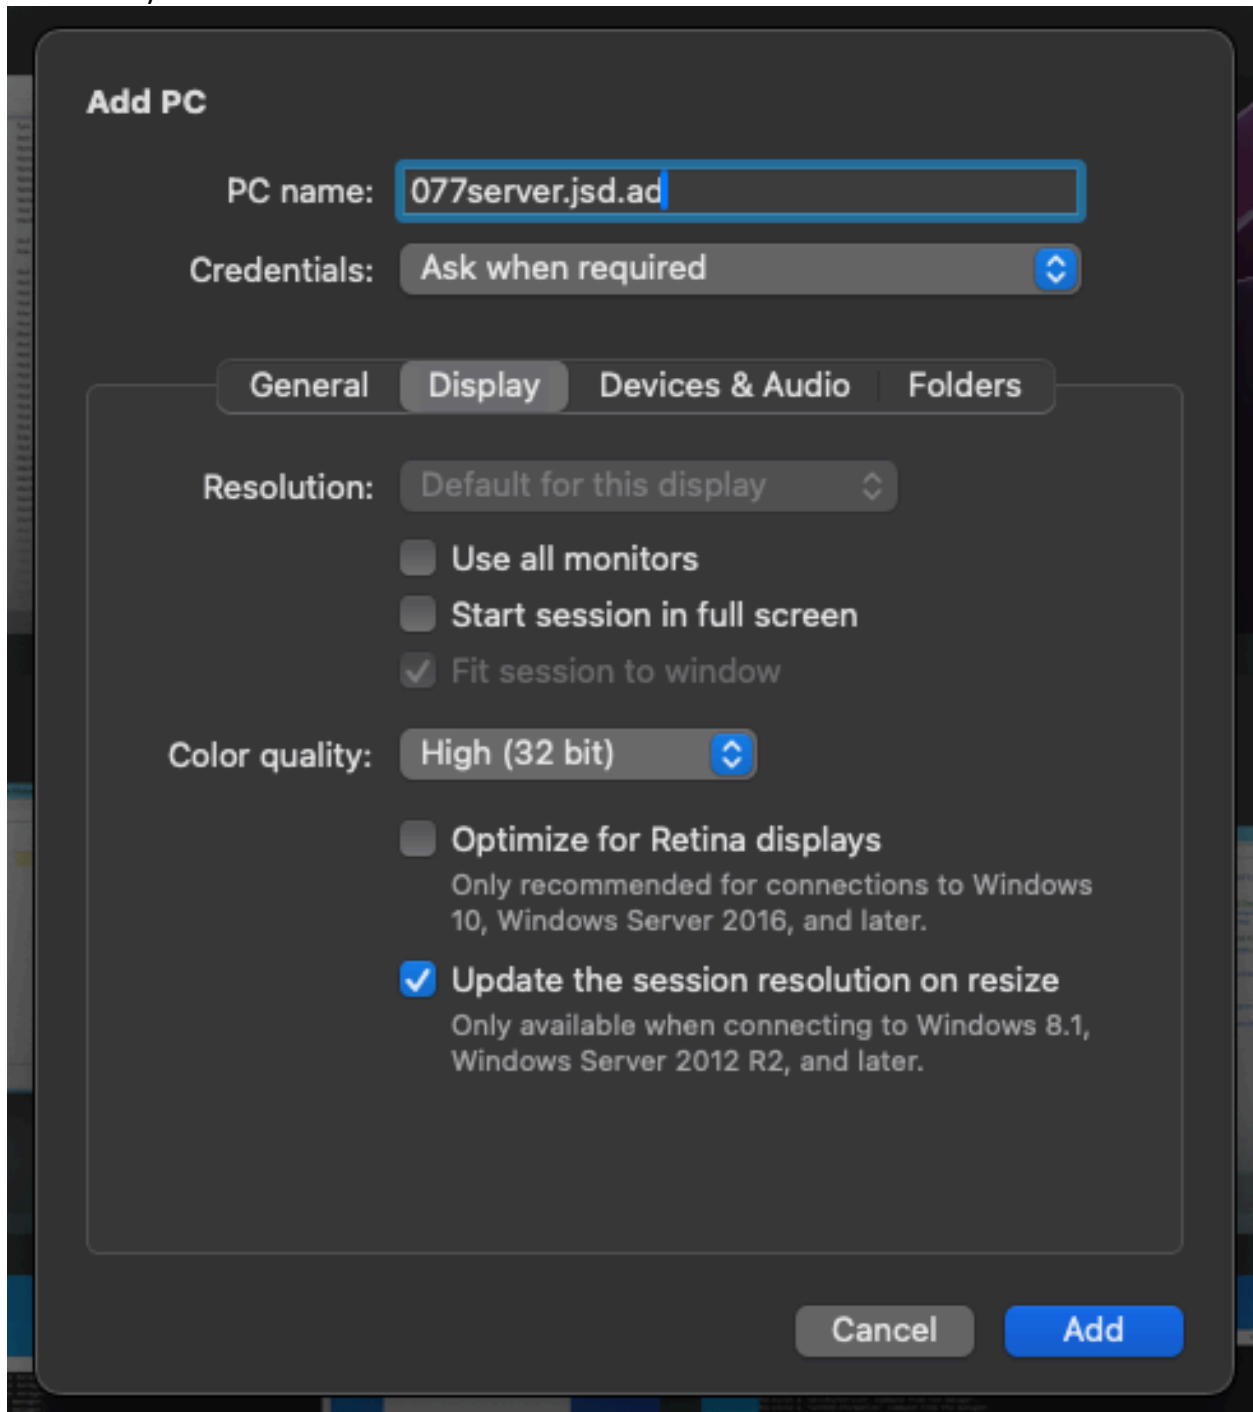 Add PC
PC name: 077server.jsd.ad
Credentials: Ask when required
General Display Devices & Audio Folders
Resolution: Default for this display
Use all monitors
Start session in full screen
Fit session to window
Color quality: High (32 bit)
Optimize for Retina displays
Only recommended for connections to Windows
10, Windows Server 2016, and later.
Update the session resolution on resize
Only available when connecting to Windows 8.1,
Windows Server 2012 R2, and later.
Cancel Add